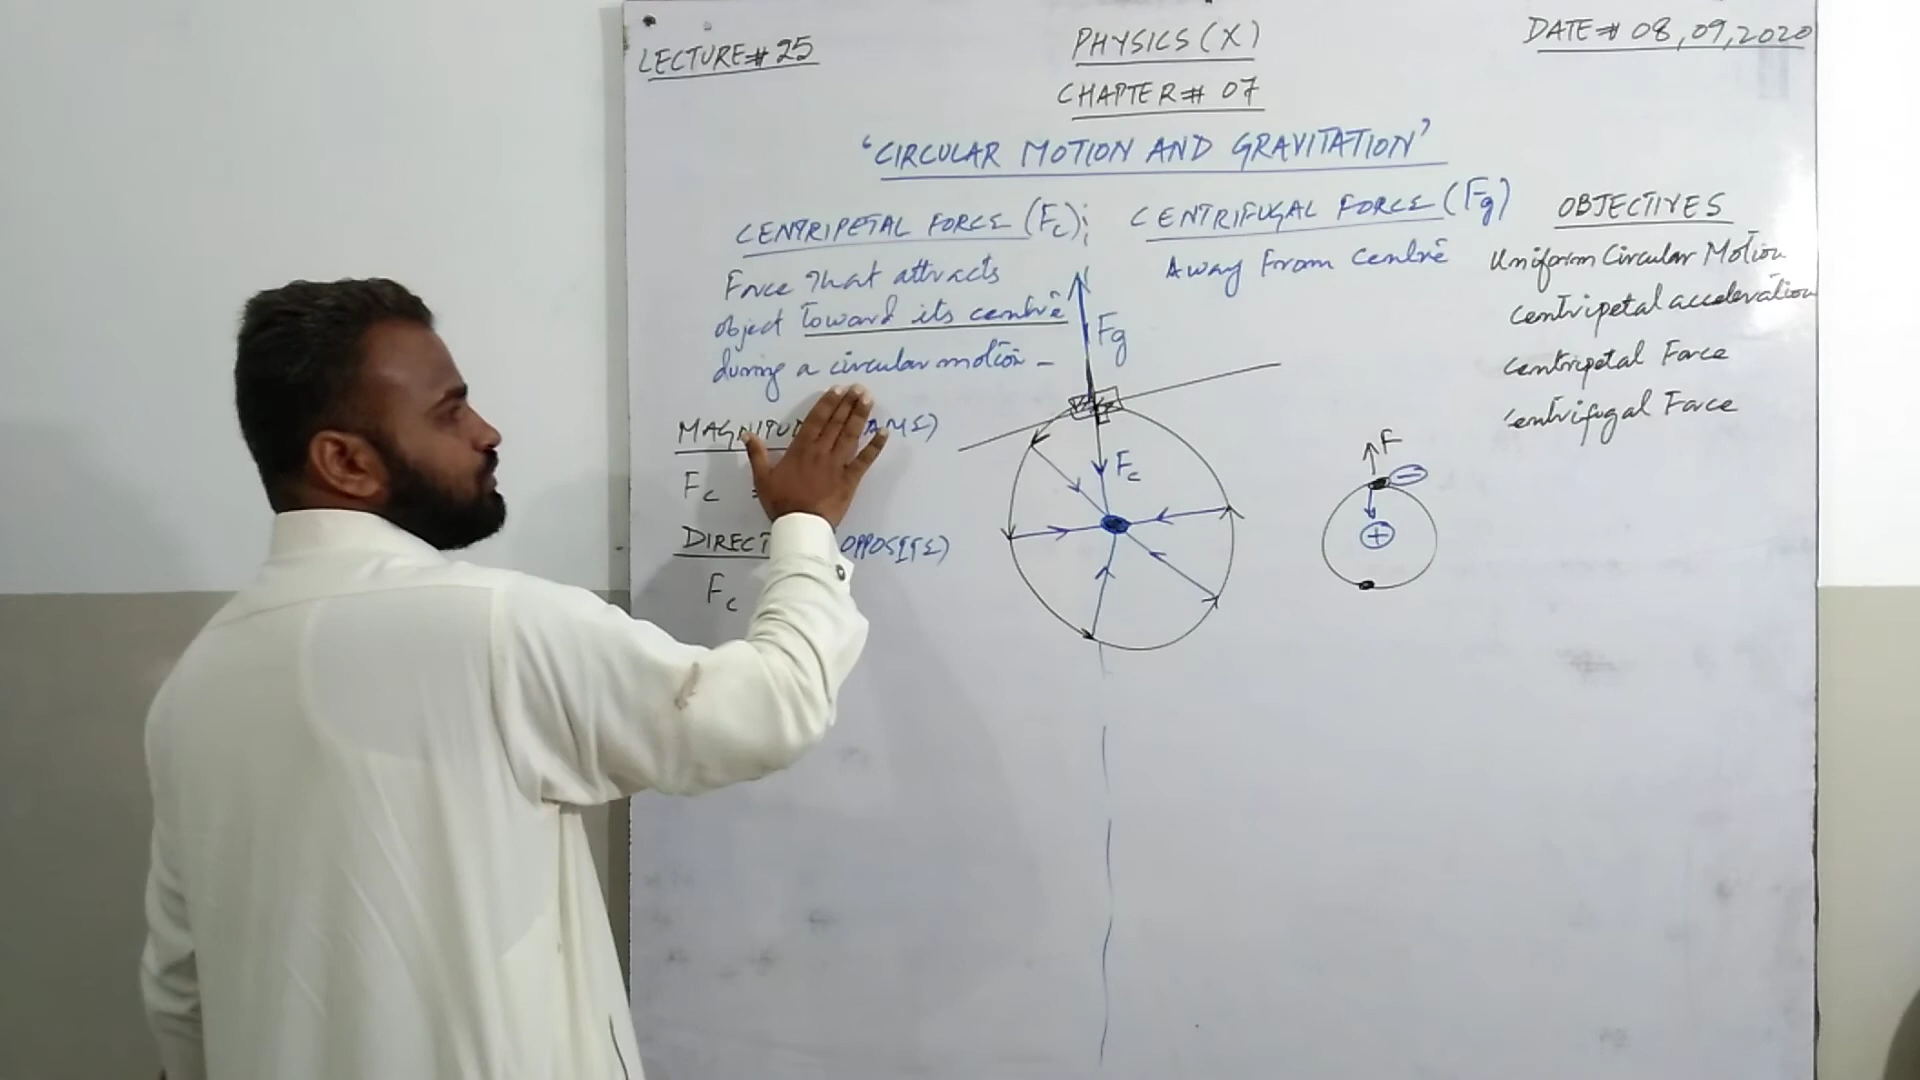 LECTURE# 25
PHYSICS (X)
DATE# 08,09,2020
CHAPTER# 07
'CIRCULAR MOTION AND GRAVITATION'
CENTRIPETAL FORCE (Fc);
Force that attracts
object toward its centre
during a circular motion -
CENTRIFUGAL FORCE (Fg)
Away From Centre
OBJECTIVES
Uniform Circular Motion
centripetal acceleration
centripetal Force
centrifugal Force
Fc
Fc
Fg
Fc
F
-
+